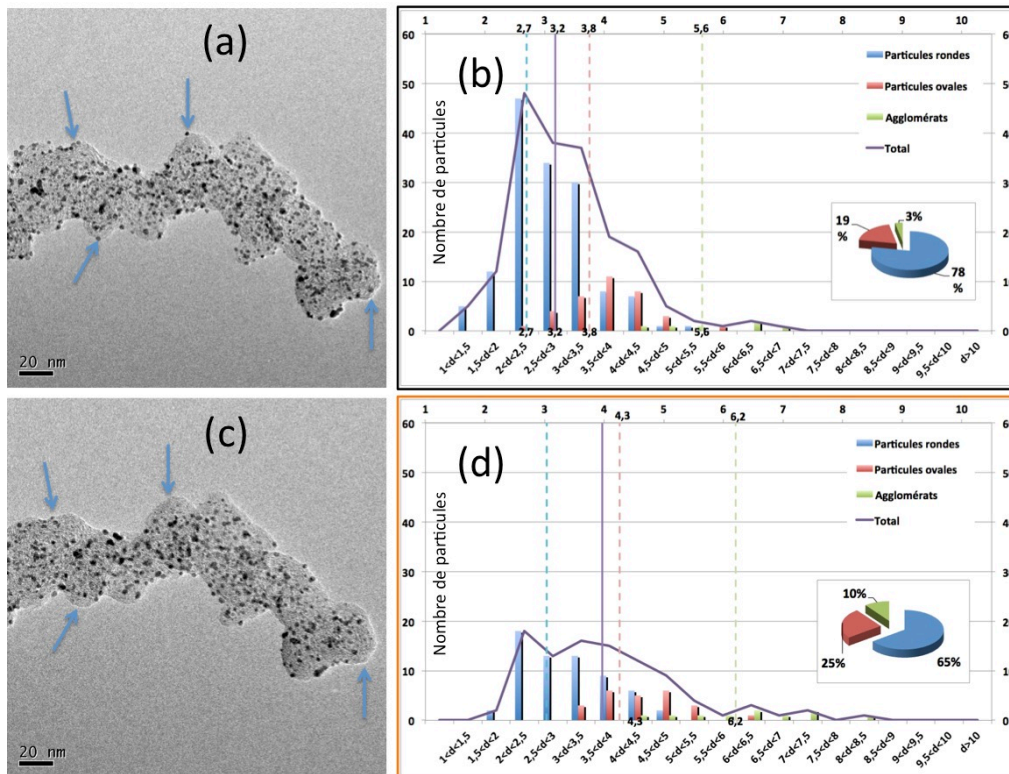 (a)
20 nm
1 2 3 4 5 6 7 8 9 10
2,7 3,2 3,8 5,6
60
50
40
30
20
10
0
Nombre de particules
(b)
Particules rondes
Particules ovales
Agglomérats
Total
19 %
3%
78 %
2,7 3,2 3,8 5,6
1<d<1,5 1,5<d<2 2<d<2,5 2,5<d<3 3<d<3,5 3,5<d<4 4<d<4,5 4,5<d<5 5<d<5,5 5,5<d<6 6<d<6,5 6,5<d<7 7<d<7,5 7,5<d<8 8<d<8,5 8,5<d<9 9<d<9,5 9,5<d<10 d>10
(c)
20 nm
1 2 3 4 5 6 7 8 9 10
4,3 6,2
60
50
40
30
20
10
0
Nombre de particules
(d)
Particules rondes
Particules ovales
Agglomérats
Total
10%
25%
65%
4,3 6,2
1<d<1,5 1,5<d<2 2<d<2,5 2,5<d<3 3<d<3,5 3,5<d<4 4<d<4,5 4,5<d<5 5<d<5,5 5,5<d<6 6<d<6,5 6,5<d<7 7<d<7,5 7,5<d<8 8<d<8,5 8,5<d<9 9<d<9,5 9,5<d<10 d>10